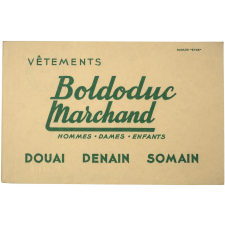 VÊTEMENTS
Boldoduc
Marchand
HOMMES · DAMES · ENFANTS
DOUAI DENAIN SOMAIN